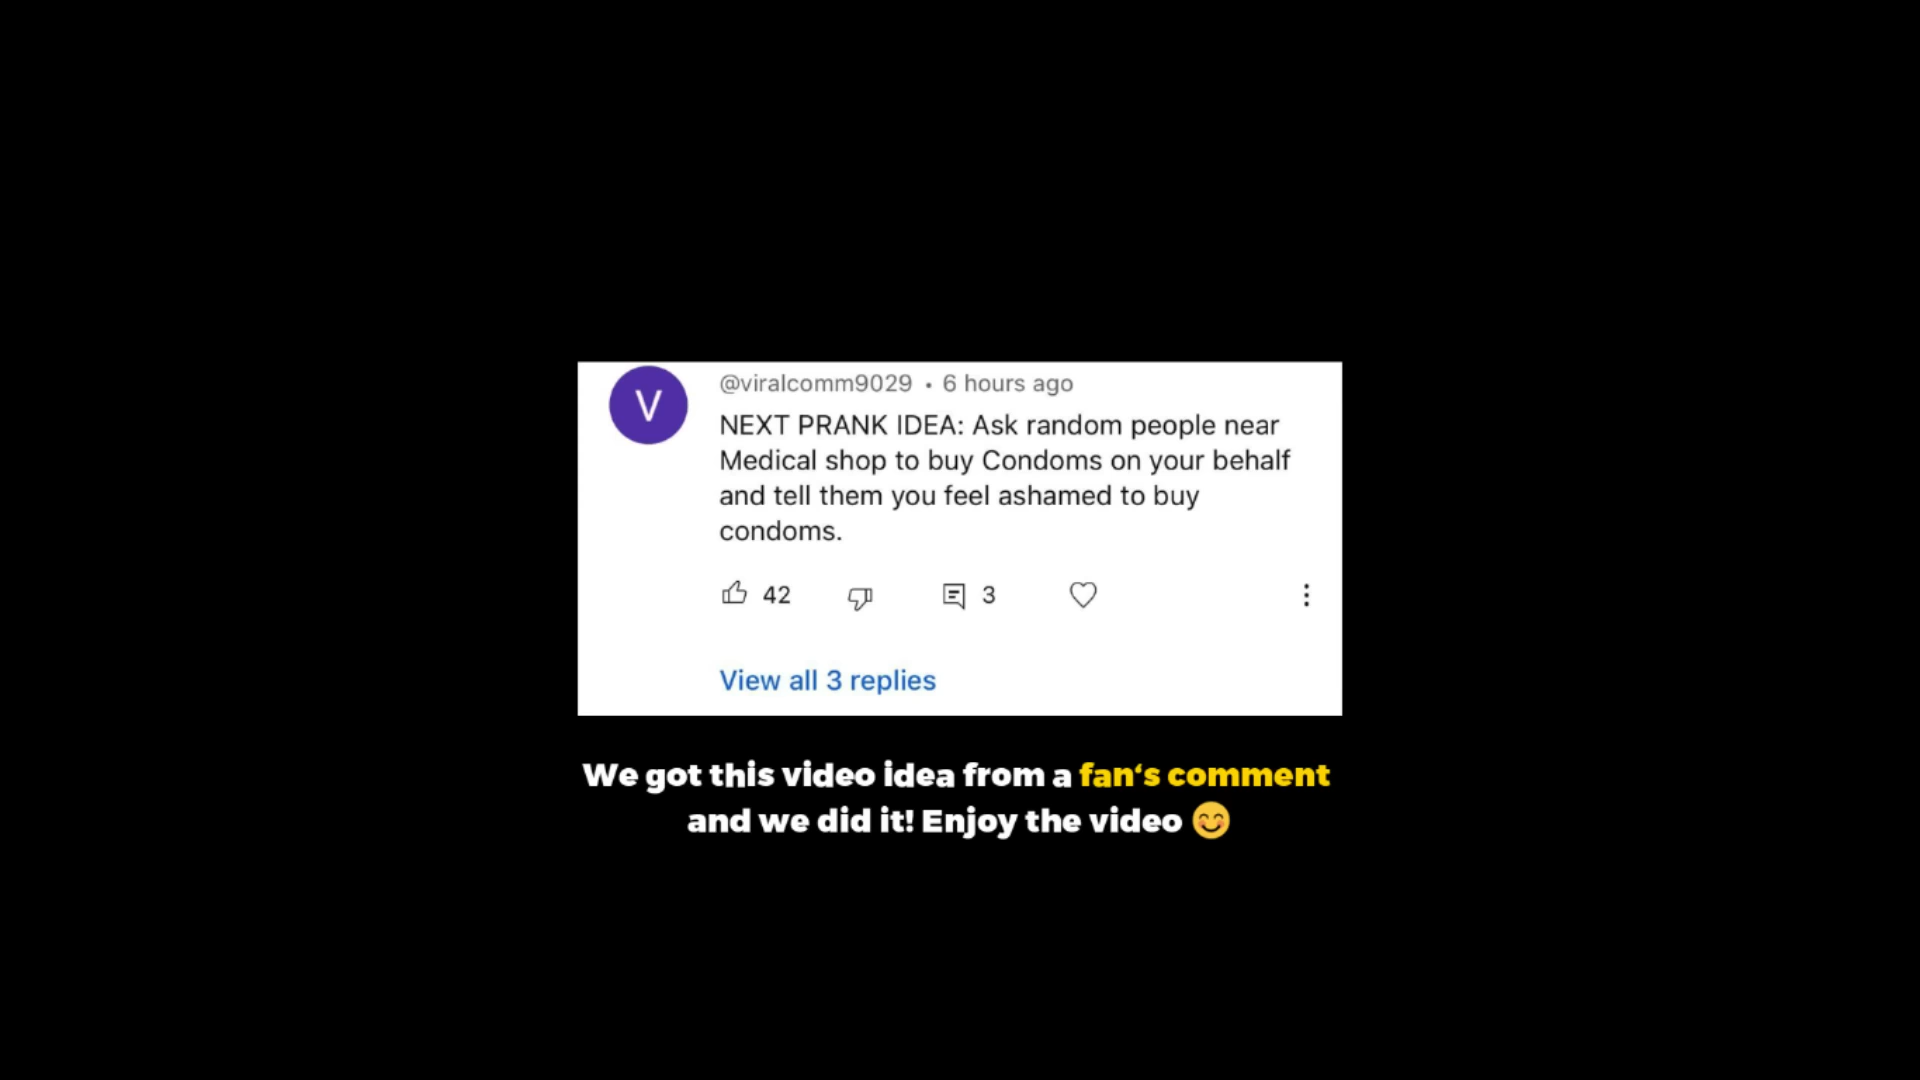 V
@viralcomm9029 • 6 hours ago
NEXT PRANK IDEA: Ask random people near
Medical shop to buy Condoms on your behalf
and tell them you feel ashamed to buy
condoms.
42 3
View all 3 replies
We got this video idea from a fan‘s comment
and we did it! Enjoy the video 😊